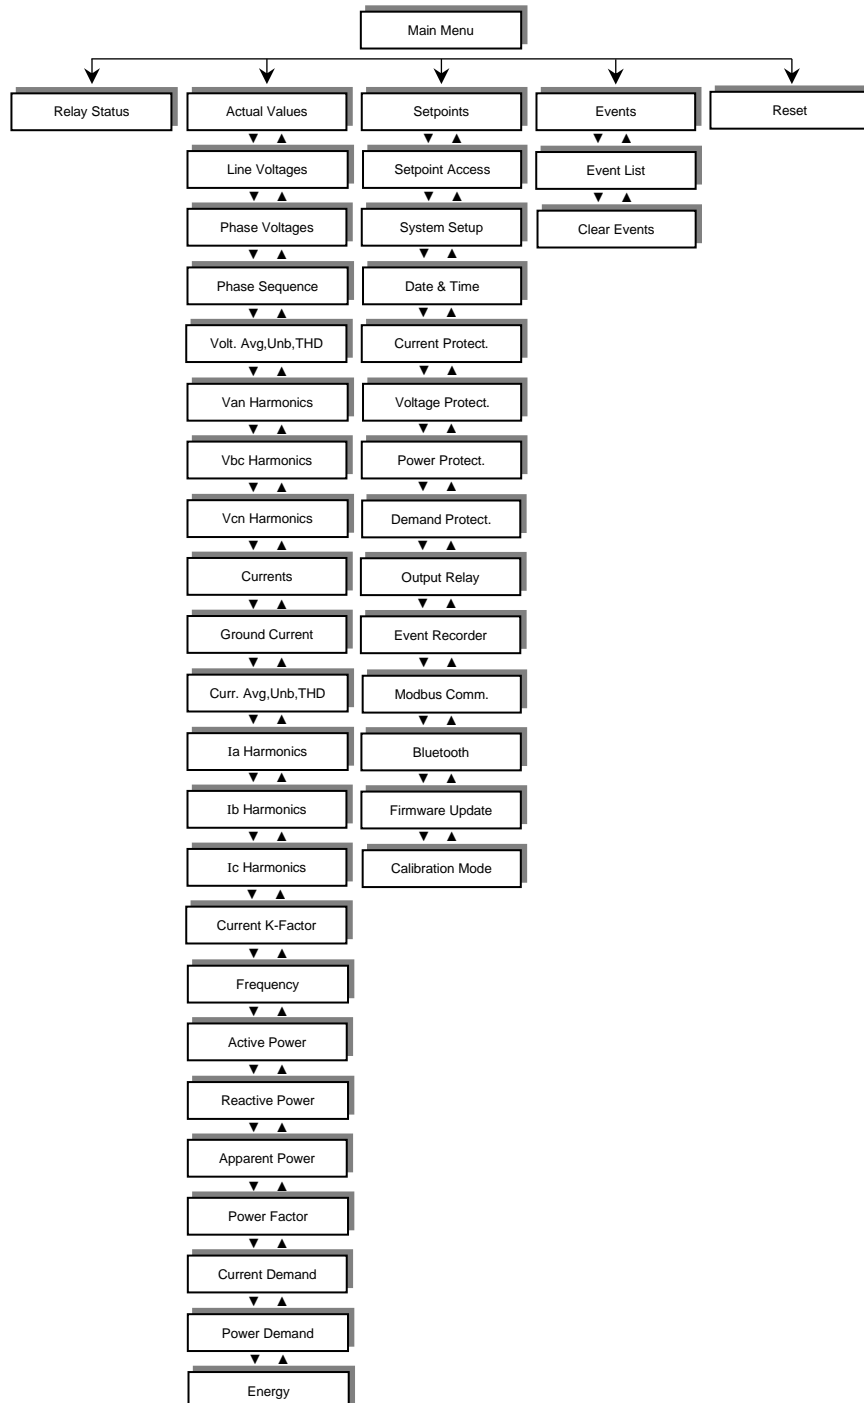 Main Menu
Relay Status
Actual Values
Setpoints
Events
Reset
Line Voltages
Phase Voltages
Phase Sequence
Volt. Avg,Unb,THD
Van Harmonics
Vbc Harmonics
Vcn Harmonics
Currents
Ground Current
Curr. Avg,Unb,THD
Ia Harmonics
Ib Harmonics
Ic Harmonics
Current K-Factor
Frequency
Active Power
Reactive Power
Apparent Power
Power Factor
Current Demand
Power Demand
Energy
Setpoint Access
System Setup
Date & Time
Current Protect.
Voltage Protect.
Power Protect.
Demand Protect.
Output Relay
Event Recorder
Modbus Comm.
Bluetooth
Firmware Update
Calibration Mode
Event List
Clear Events